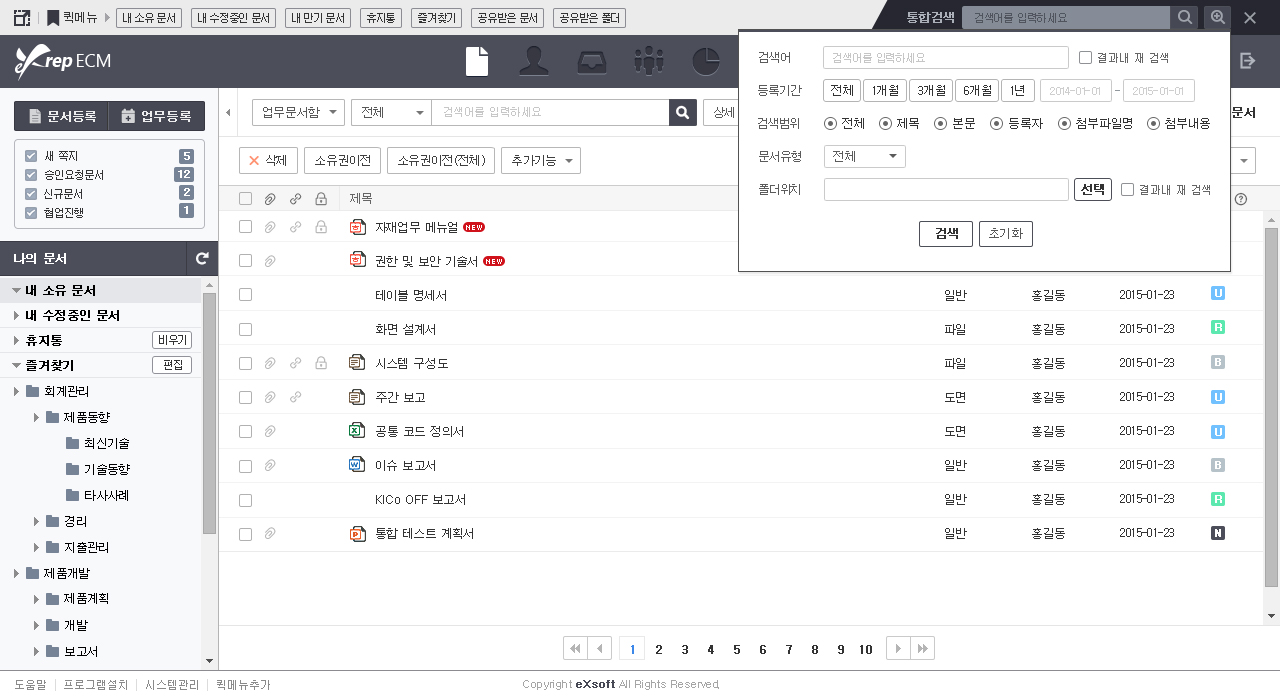 퀵메뉴 내 소유 문서 내 수정중인 문서 내 만기 문서 휴지통 즐겨찾기 공유받은 문서 공유받은 폴더 통합검색 검색어를 입력하세요
eXrep ECM
문서등록 업무등록
새 쪽지 5
승인요청문서 12
신규문서 2
협업진행 1
나의 문서
내 소유 문서
내 수정중인 문서
휴지통 비우기
즐겨찾기 편집
회계관리
제품동향
최신기술
기술동향
타사사례
경리
지출관리
제품개발
제품계획
개발
보고서
업무문서함 전체 검색어를 입력하세요 상세
문서
삭제 소유권이전 소유권이전(전체) 추가기능
제목
자재업무 메뉴얼 NEW
권한 및 보안 기술서 NEW
테이블 명세서 일반 홍길동 2015-01-23 U
화면 설계서 파일 홍길동 2015-01-23 R
시스템 구성도 파일 홍길동 2015-01-23 B
주간 보고 도면 홍길동 2015-01-23 U
공통 코드 정의서 도면 홍길동 2015-01-23 U
이슈 보고서 일반 홍길동 2015-01-23 B
KICo OFF 보고서 일반 홍길동 2015-01-23 R
통합 테스트 계획서 일반 홍길동 2015-01-23 N
검색어 검색어를 입력하세요 결과내 재 검색
등록기간 전체 1개월 3개월 6개월 1년 2014-01-01 - 2015-01-01
검색범위 전체 제목 본문 등록자 첨부파일명 첨부내용
문서유형 전체
폴더위치 선택 결과내 재 검색
검색 초기화
1 2 3 4 5 6 7 8 9 10
도움말 프로그램설치 시스템관리 퀵메뉴추가 Copyright eXsoft All Rights Reserved.